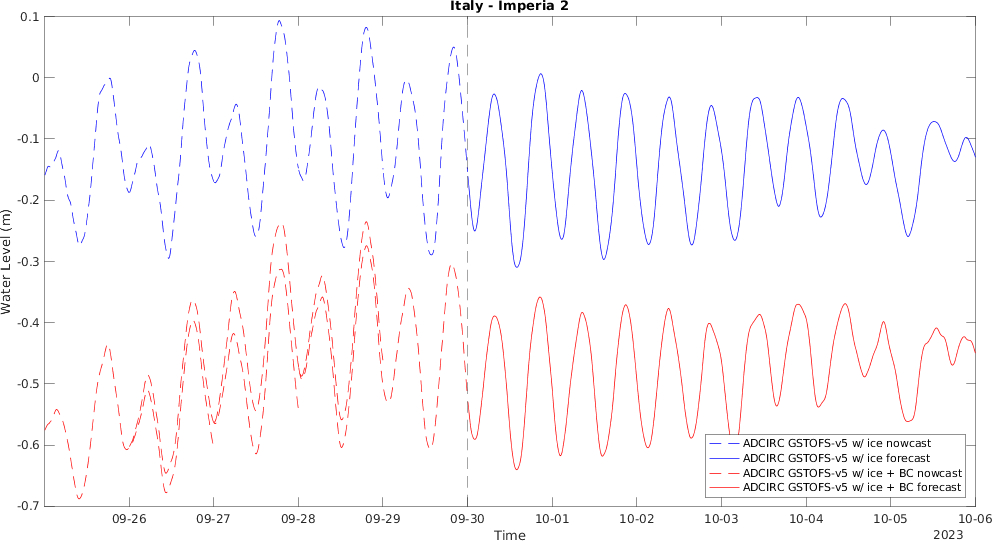 Italy - Imperia 2
0.1
0
-0.1
-0.2
-0.3
-0.4
-0.5
-0.6
-0.7
Water Level (m)
ADCIRC GSTOFS-v5 w/ ice nowcast
ADCIRC GSTOFS-v5 w/ ice forecast
ADCIRC GSTOFS-v5 w/ ice + BC nowcast
ADCIRC GSTOFS-v5 w/ ice + BC forecast
09-26 09-27 09-28 09-29 09-30 10-01 10-02 10-03 10-04 10-05 10-06
Time
2023